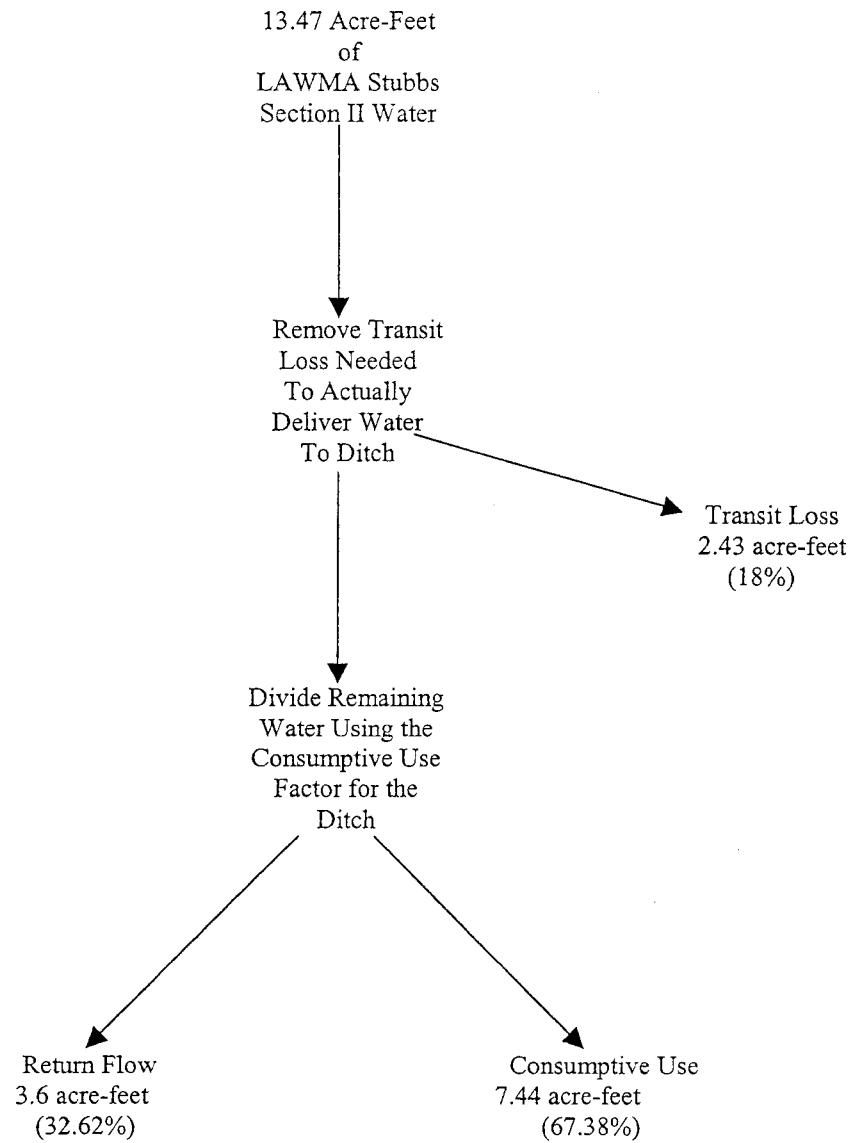 13.47 Acre-Feet
of
LAWMA Stubbs
Section II Water
Remove Transit
Loss Needed
To Actually
Deliver Water
To Ditch
Transit Loss
2.43 acre-feet
(18%)
Divide Remaining
Water Using the
Consumptive Use
Factor for the
Ditch
Return Flow
3.6 acre-feet
(32.62%)
Consumptive Use
7.44 acre-feet
(67.38%)